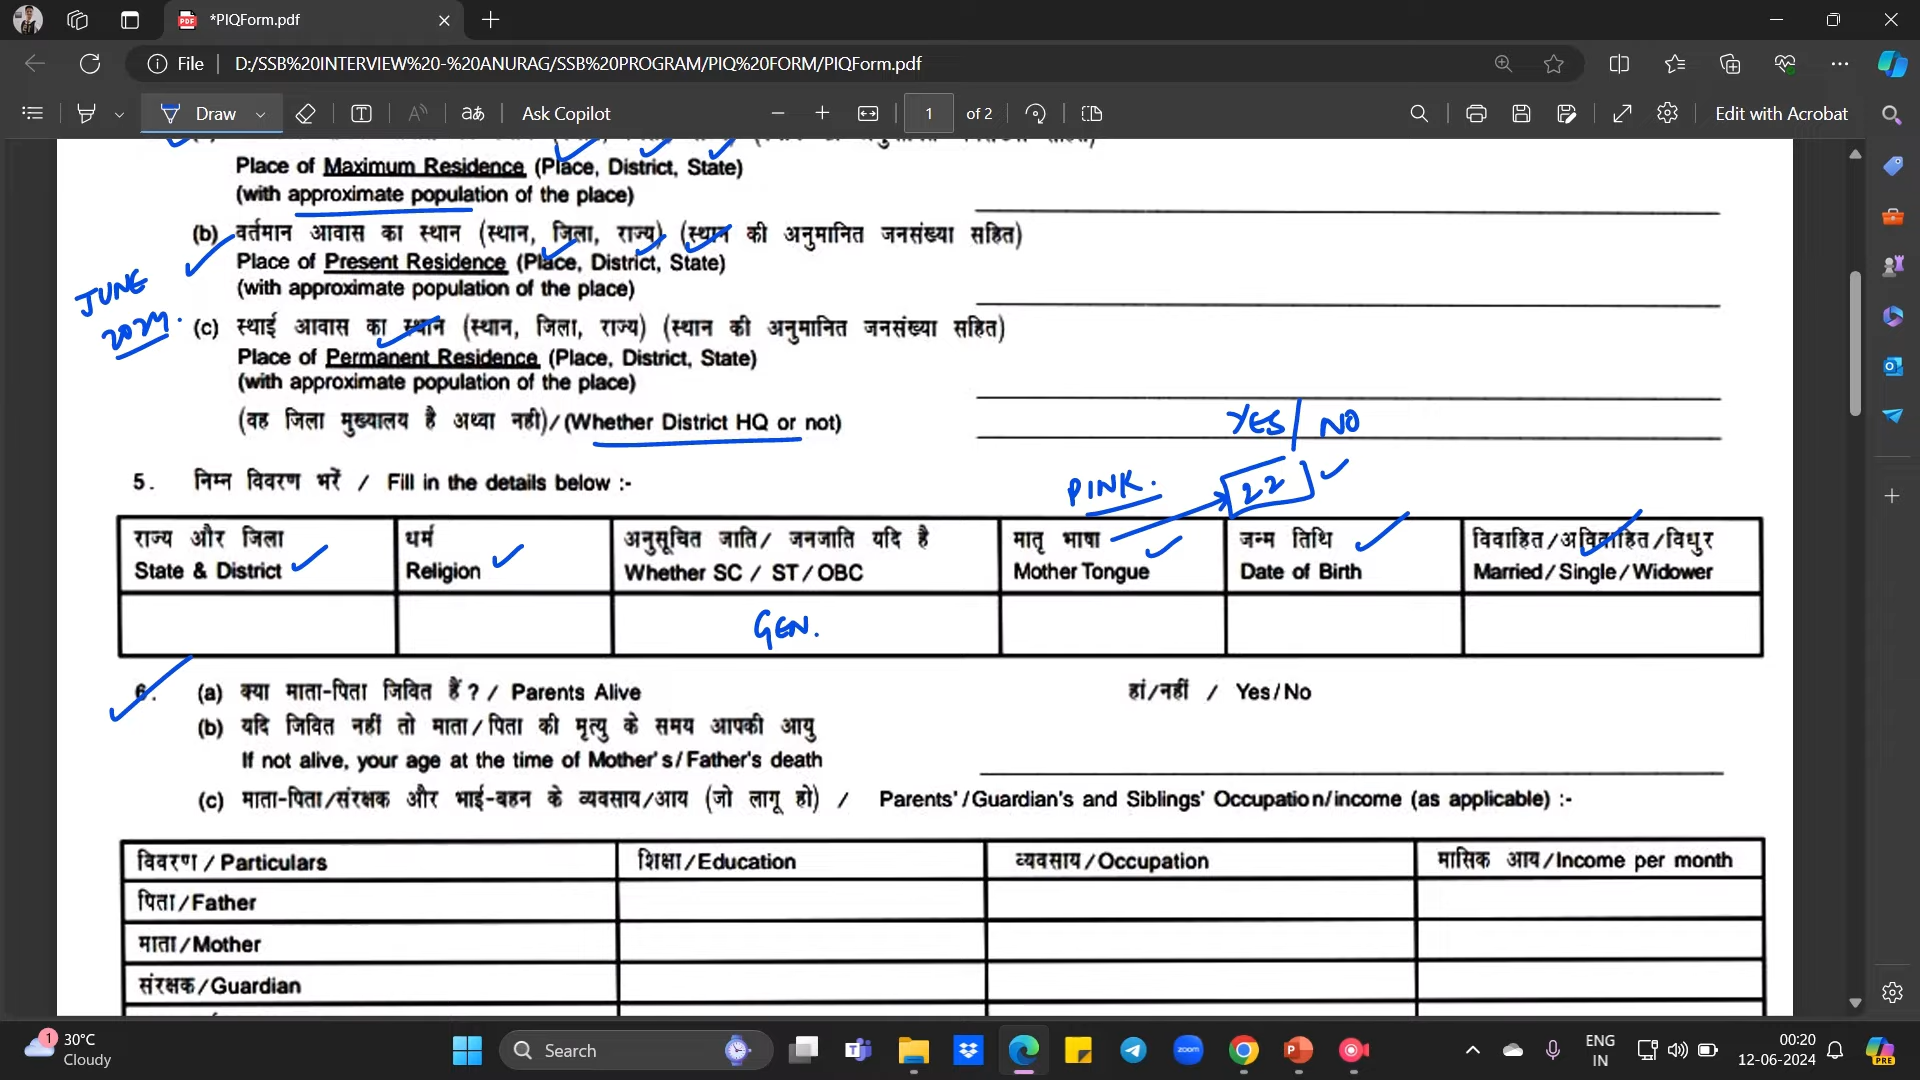 *PIQForm.pdf
File D:/SSB%20INTERVIEW%20-%20ANURAG/SSB%20PROGRAM/PIQ%20FORM/PIQForm.pdf
Draw aあ Ask Copilot 1 of 2 Edit with Acrobat
Place of Maximum Residence (Place, District, State)
(with approximate population of the place)
(b) वर्तमान आवास का स्थान (स्थान, जिला, राज्य) (स्थान की अनुमानित जनसंख्या सहित)
Place of Present Residence (Place, District, State)
(with approximate population of the place)
JUNE
2024.
(c) स्थाई आवास का स्थान (स्थान, जिला, राज्य) (स्थान की अनुमानित जनसंख्या सहित)
Place of Permanent Residence (Place, District, State)
(with approximate population of the place)
(वह जिला मुख्यालय है अथवा नही)/(Whether District HQ or not)
YES/NO
5. निम्न विवरण भरें / Fill in the details below :-
PINK. 22
राज्य और जिला धर्म अनुसूचित जाति/ जनजाति यदि है मातृ भाषा जन्म तिथि विवाहित/अविवाहित/विधुर
State & District Religion Whether SC / ST/OBC Mother Tongue Date of Birth Married/Single/Widower
GEN.
6. (a) क्या माता-पिता जिवित हैं? / Parents Alive हां/नहीं / Yes/No
(b) यदि जिवित नहीं तो माता/पिता की मृत्यु के समय आपकी आयु
If not alive, your age at the time of Mother's/Father's death
(c) माता-पिता/संरक्षक और भाई-बहन के व्यवसाय/आय (जो लागू हो) / Parents'/Guardian's and Siblings' Occupation/income (as applicable) :-
विवरण/Particulars शिक्षा/Education व्यवसाय/Occupation मासिक आय/Income per month
पिता/Father
माता/Mother
संरक्षक/Guardian
1 30°C
Cloudy
Search
zoom
ENG
IN
00:20
12-06-2024
PRE